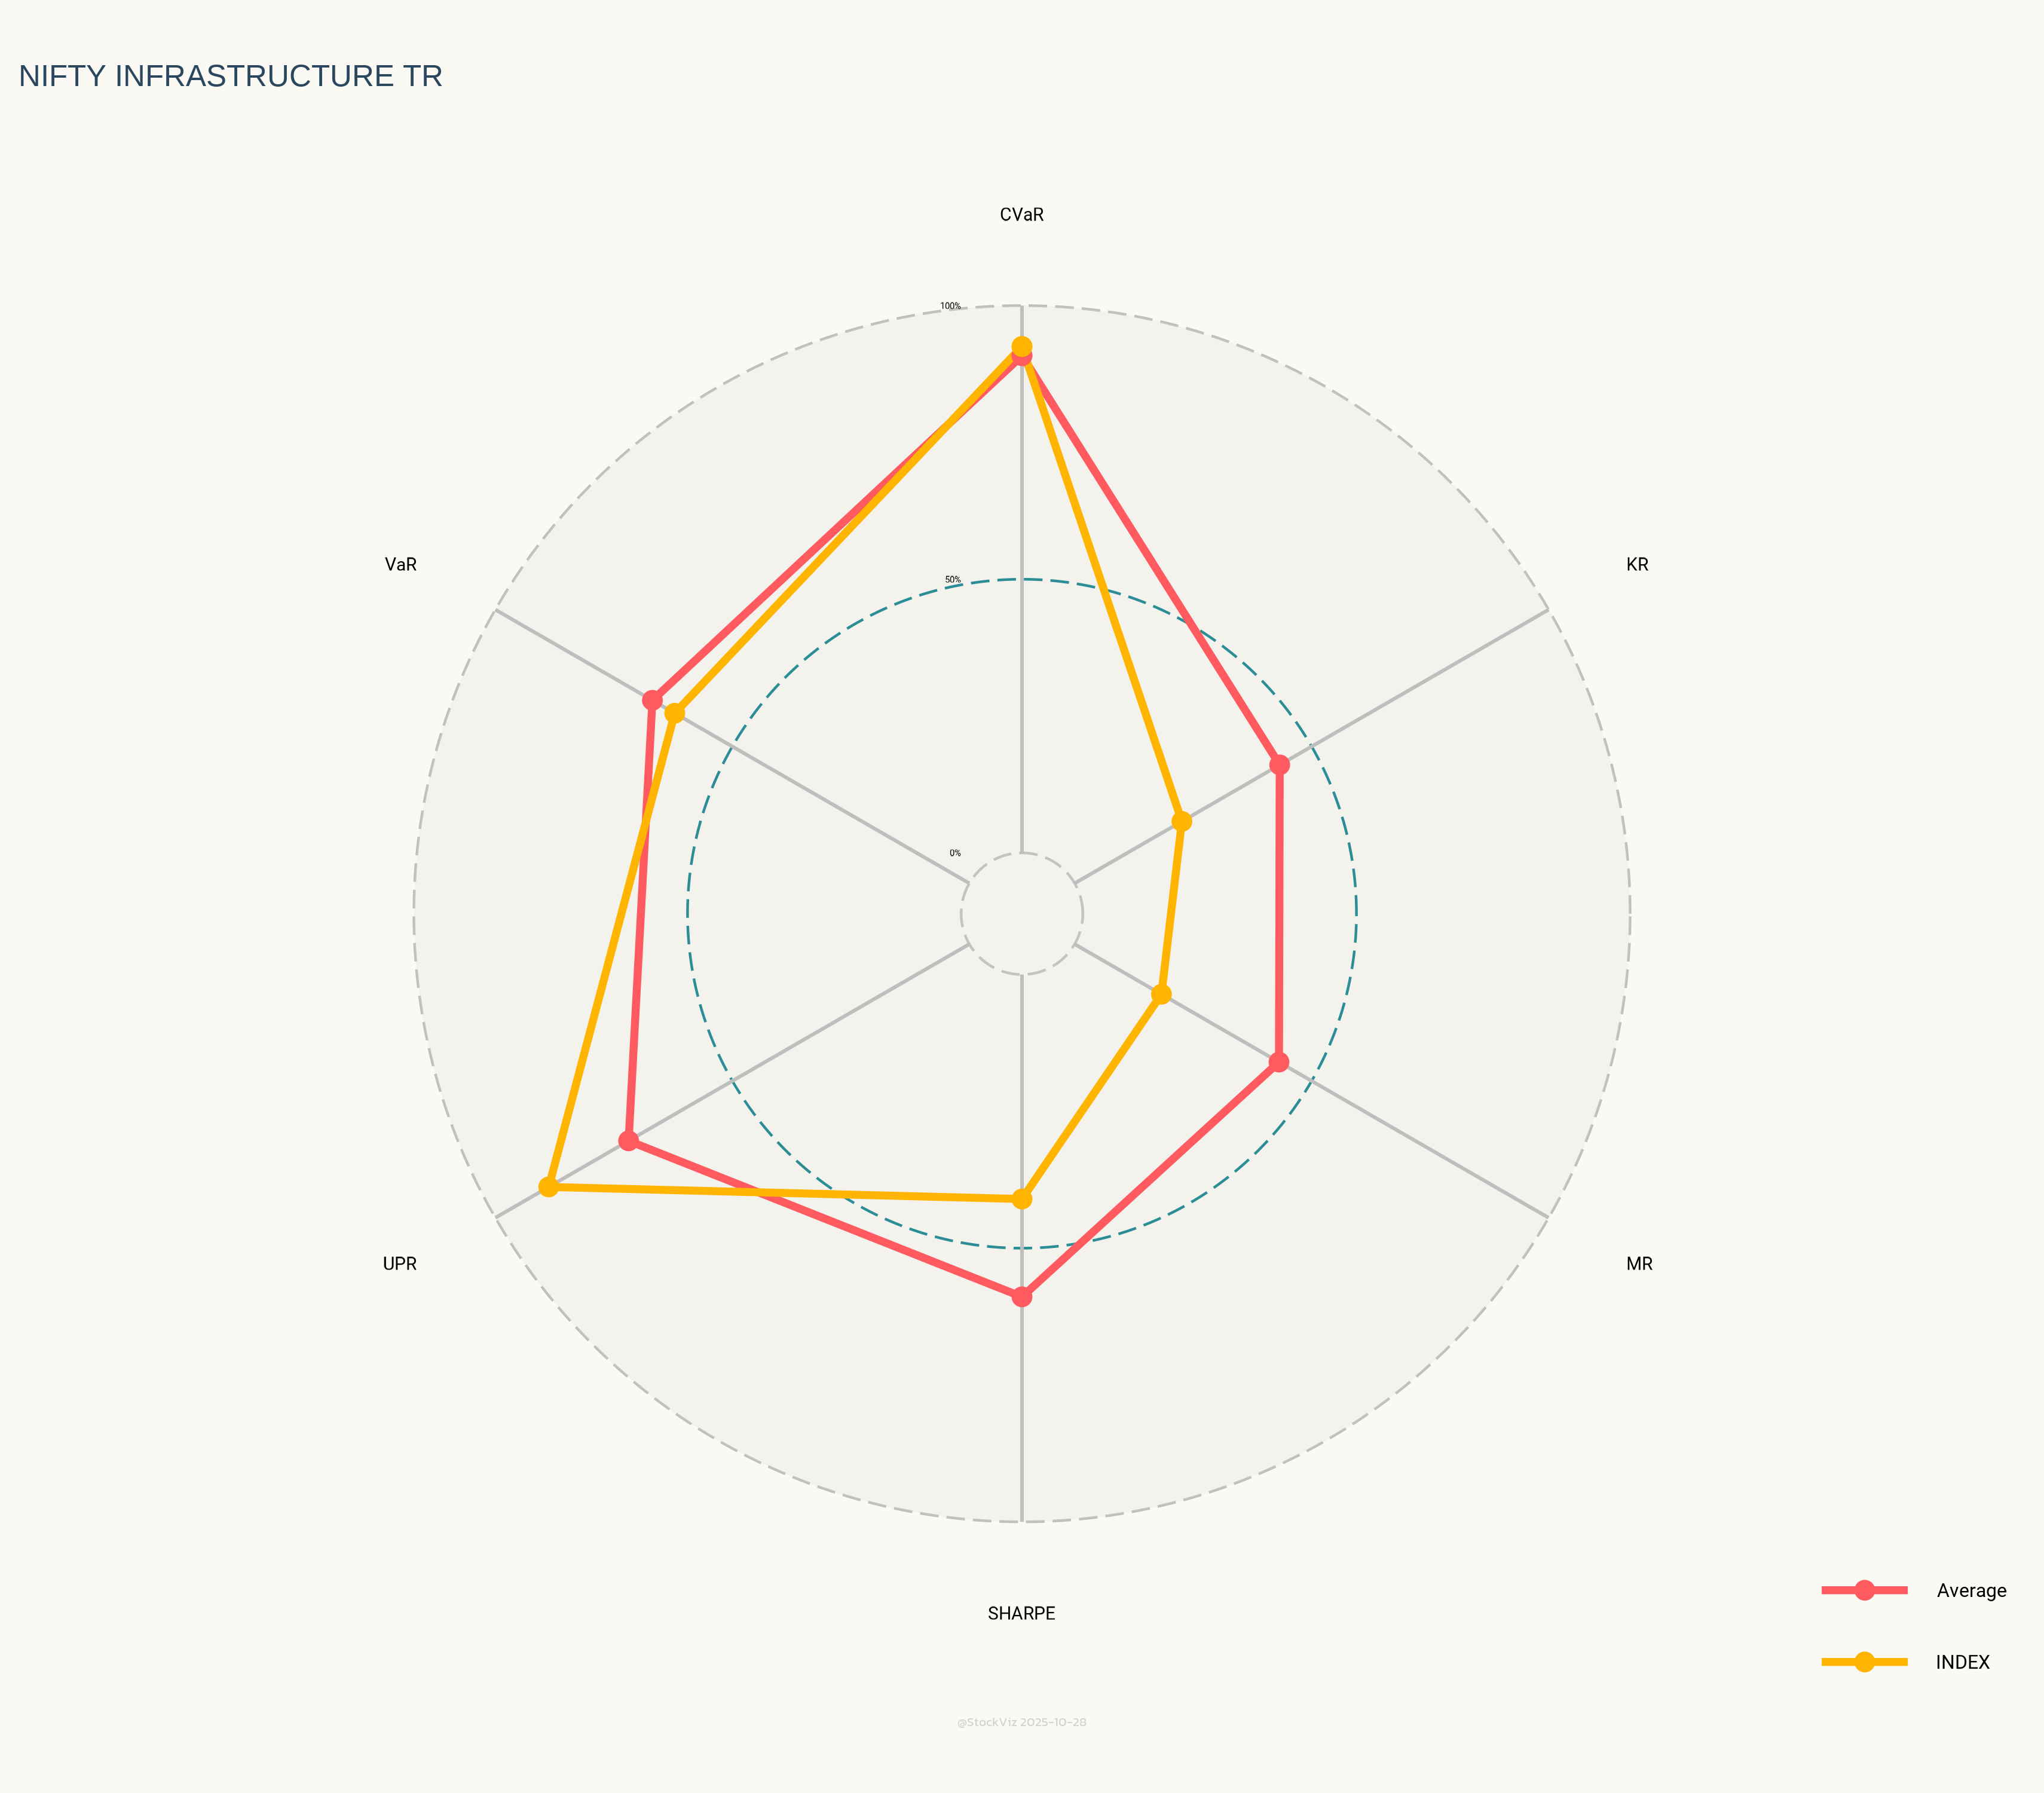 NIFTY INFRASTRUCTURE TR
CVaR
100%
VaR
KR
50%
0%
UPR
MR
SHARPE
Average
INDEX
@StockViz 2025-10-28